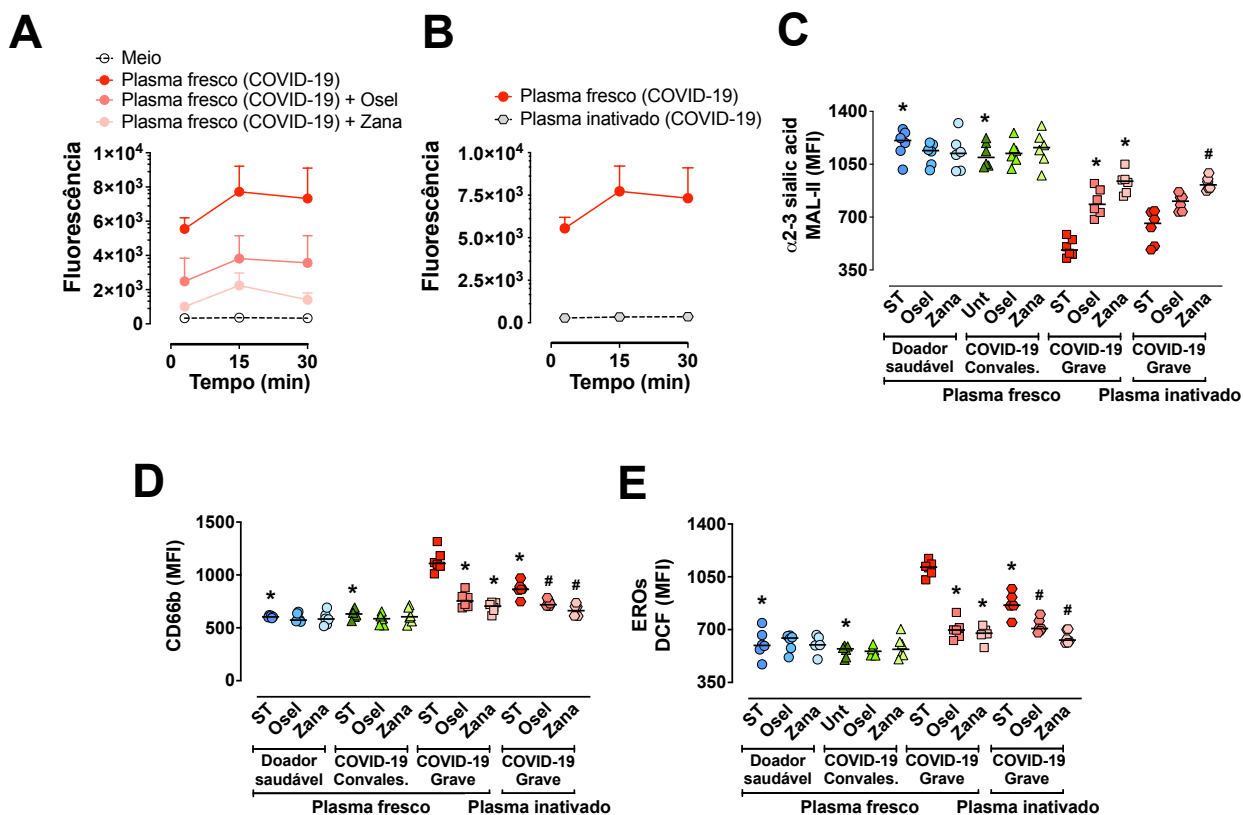 A
Meio
Plasma fresco (COVID-19)
Plasma fresco (COVID-19) + Osel
Plasma fresco (COVID-19) + Zana
Fluorescência
1×10⁴
8×10³
6×10³
4×10³
2×10³
0
0 15 30
Tempo (min)
B
Plasma fresco (COVID-19)
Plasma inativado (COVID-19)
Fluorescência
1.0×10⁴
7.5×10³
5.0×10³
2.5×10³
0.0
0 15 30
Tempo (min)
C
α2-3 sialic acid
MAL-II (MFI)
1400
1050
700
350
* * * * #
ST Osel Zana Unt Osel Zana ST Osel Zana ST Osel Zana
Doador saudável
COVID-19 Convales.
COVID-19 Grave
COVID-19 Grave
Plasma fresco Plasma inativado
D
CD66b (MFI)
1500
1000
500
0
* * * * * # #
ST Osel Zana ST Osel Zana ST Osel Zana ST Osel Zana
Doador saudável
COVID-19 Convales.
COVID-19 Grave
COVID-19 Grave
Plasma fresco Plasma inativado
E
EROs
DCF (MFI)
1400
1050
700
350
* * * * * # #
ST Osel Zana Unt Osel Zana ST Osel Zana ST Osel Zana
Doador saudável
COVID-19 Convales.
COVID-19 Grave
COVID-19 Grave
Plasma fresco Plasma inativado